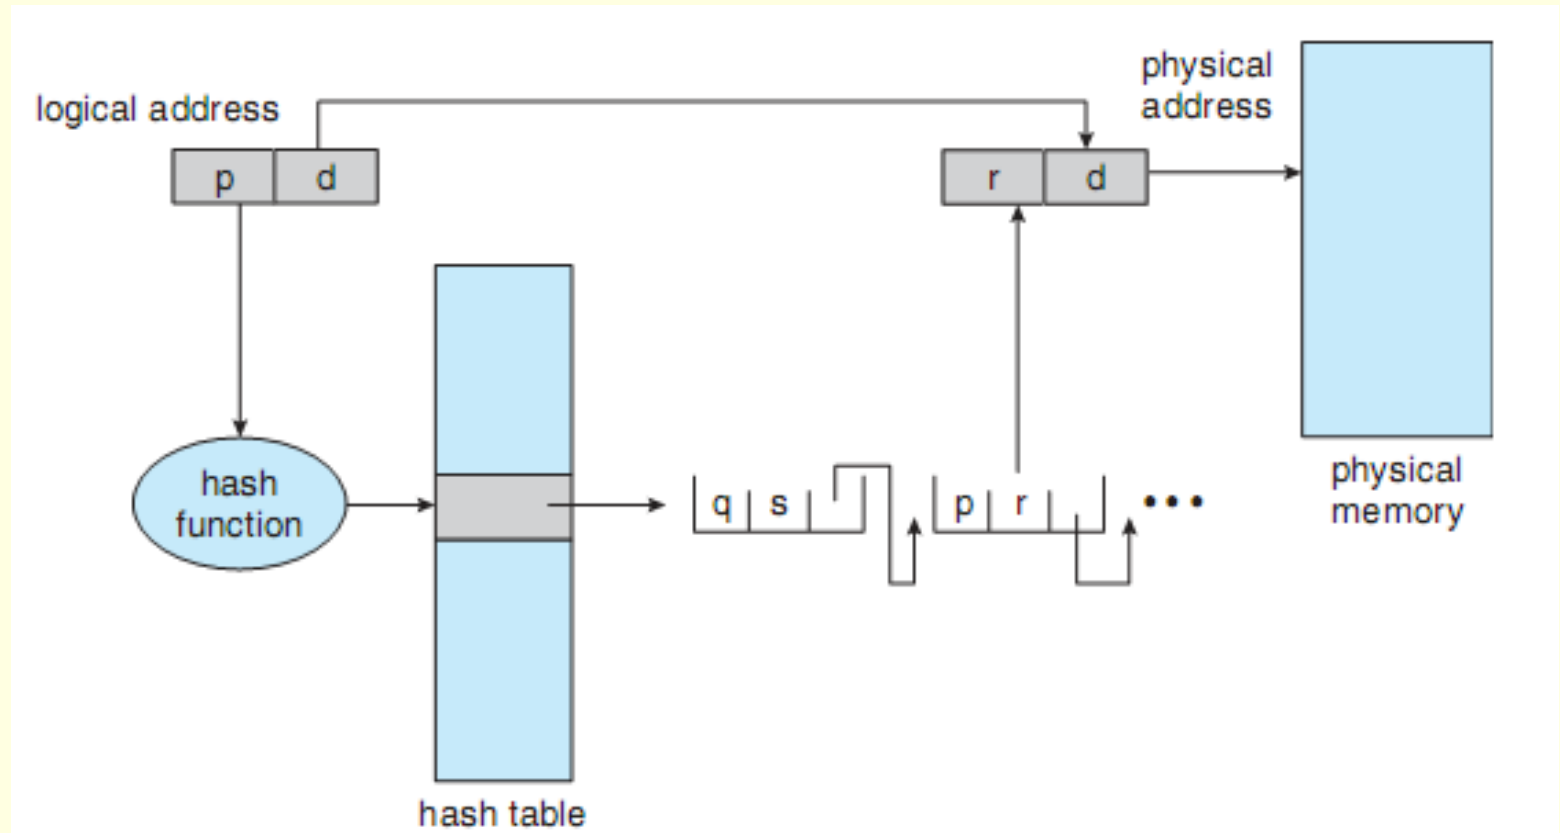 logical address
p d
physical
address
r d
hash
function
hash table
q s
p r
•••
physical
memory